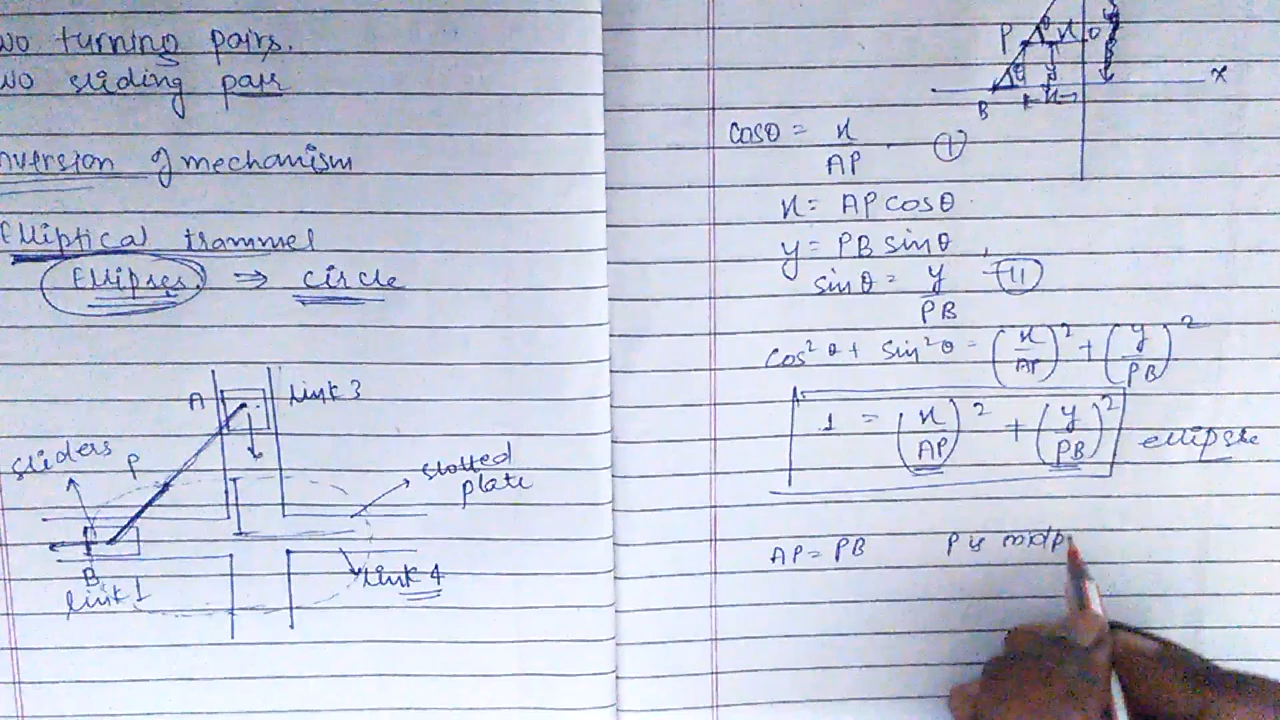 wo turning pairs.
wo sliding pair
nversion of mechanism
Elliptical trammel
Ellipses ⇒ circle
A
link 3
sliders
P
slotted
plate
B
link 1
link 4
P
θ
x
O
θ
x
B
x
cosθ = x/AP (I)
x = AP cosθ
y = PB sinθ,
sinθ = y/PB (II)
cos²θ + sin²θ = (x/AP)² + (y/PB)²
1 = (x/AP)² + (y/PB)² ellipse
AP = PB P is midp